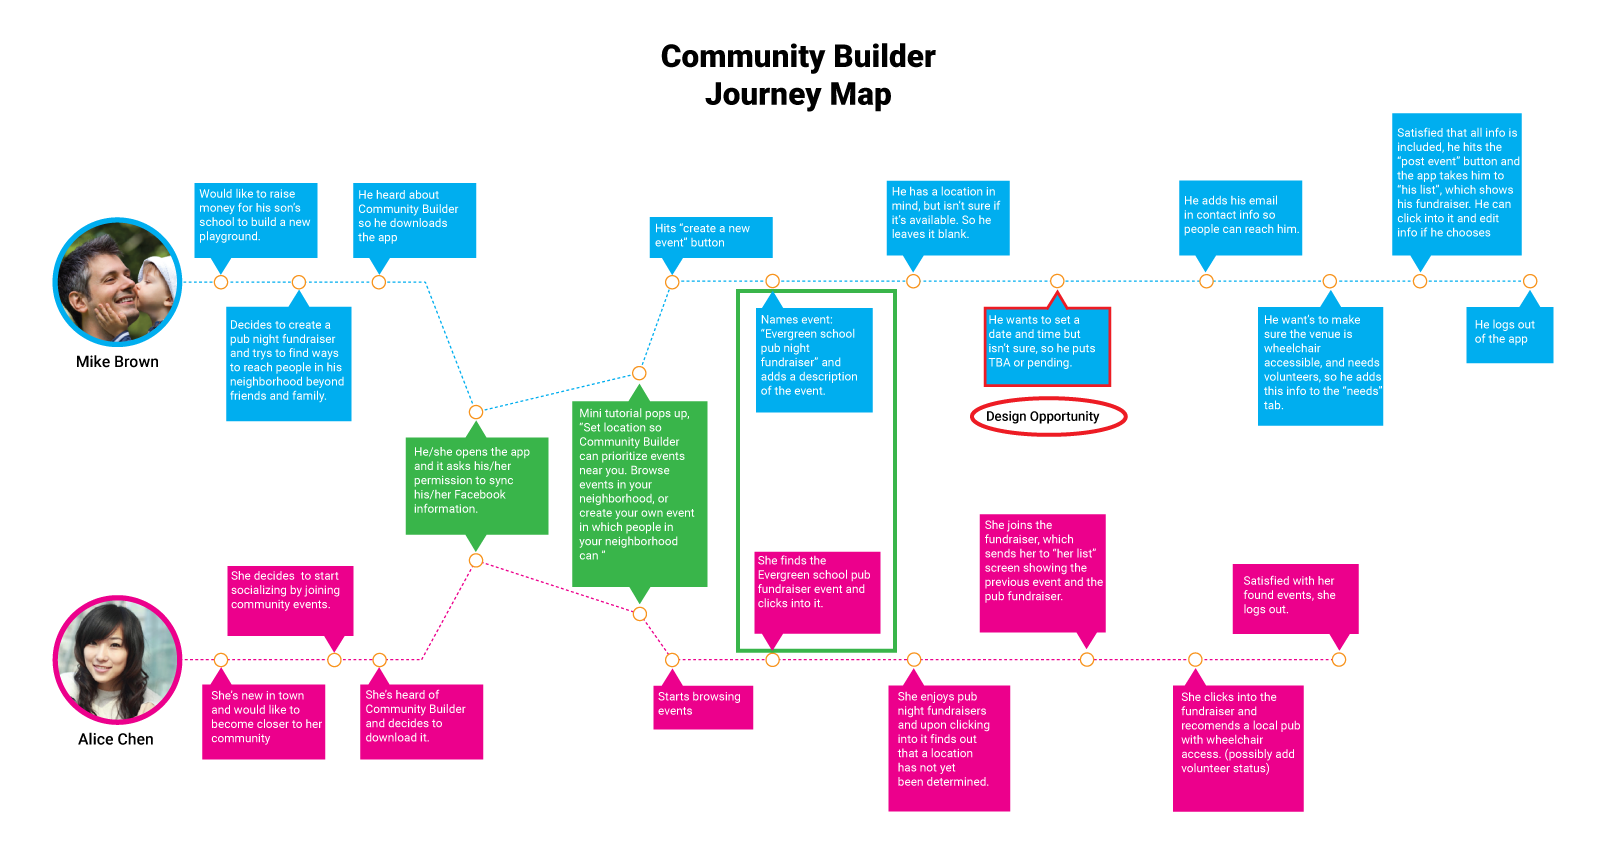 Community Builder
Journey Map
Would like to raise
money for his son's
school to build a new
playground.
He heard about
Community Builder
so he downloads
the app
Hits “create a new
event” button
He has a location in
mind, but isn't sure if
it's available. So he
leaves it blank.
He adds his email
in contact info so
people can reach him.
Satisfied that all info is
included, he hits the
“post event” button and
the app takes him to
“his list”, which shows
his fundraiser. He can
click into it and edit
info if he chooses
Mike Brown
Decides to create a
pub night fundraiser
and trys to find ways
to reach people in his
neighborhood beyond
friends and family.
Names event:
“Evergreen school
pub night
fundraiser” and
adds a description
of the event.
He wants to set a
date and time but
isn't sure, so he puts
TBA or pending.
Design Opportunity
He want's to make
sure the venue is
wheelchair
accessible, and needs
volunteers, so he adds
this info to the “needs”
tab.
He logs out
of the app
He/she opens the app
and it asks his/her
permission to sync
his/her Facebook
information.
Mini tutorial pops up,
“Set location so
Community Builder
can prioritize events
near you. Browse
events in your
neighborhood, or
create your own event
in which people in
your neighborhood
can ”
She decides  to start
socializing by joining
community events.
She finds the
Evergreen school pub
fundraiser event and
clicks into it.
She joins the
fundraiser, which
sends her to “her list”
screen showing the
previous event and the
pub fundraiser.
Satisfied with her
found events, she
logs out.
Alice Chen
She's new in town
and would like to
become closer to her
community
She's heard of
Community Builder
and decides to
download it.
Starts browsing
events
She enjoys pub
night fundraisers
and upon clicking
into it finds out
that a location
has not yet
been determined.
She clicks into the
fundraiser and
recomends a local pub
with wheelchair
access. (possibly add
volunteer status)